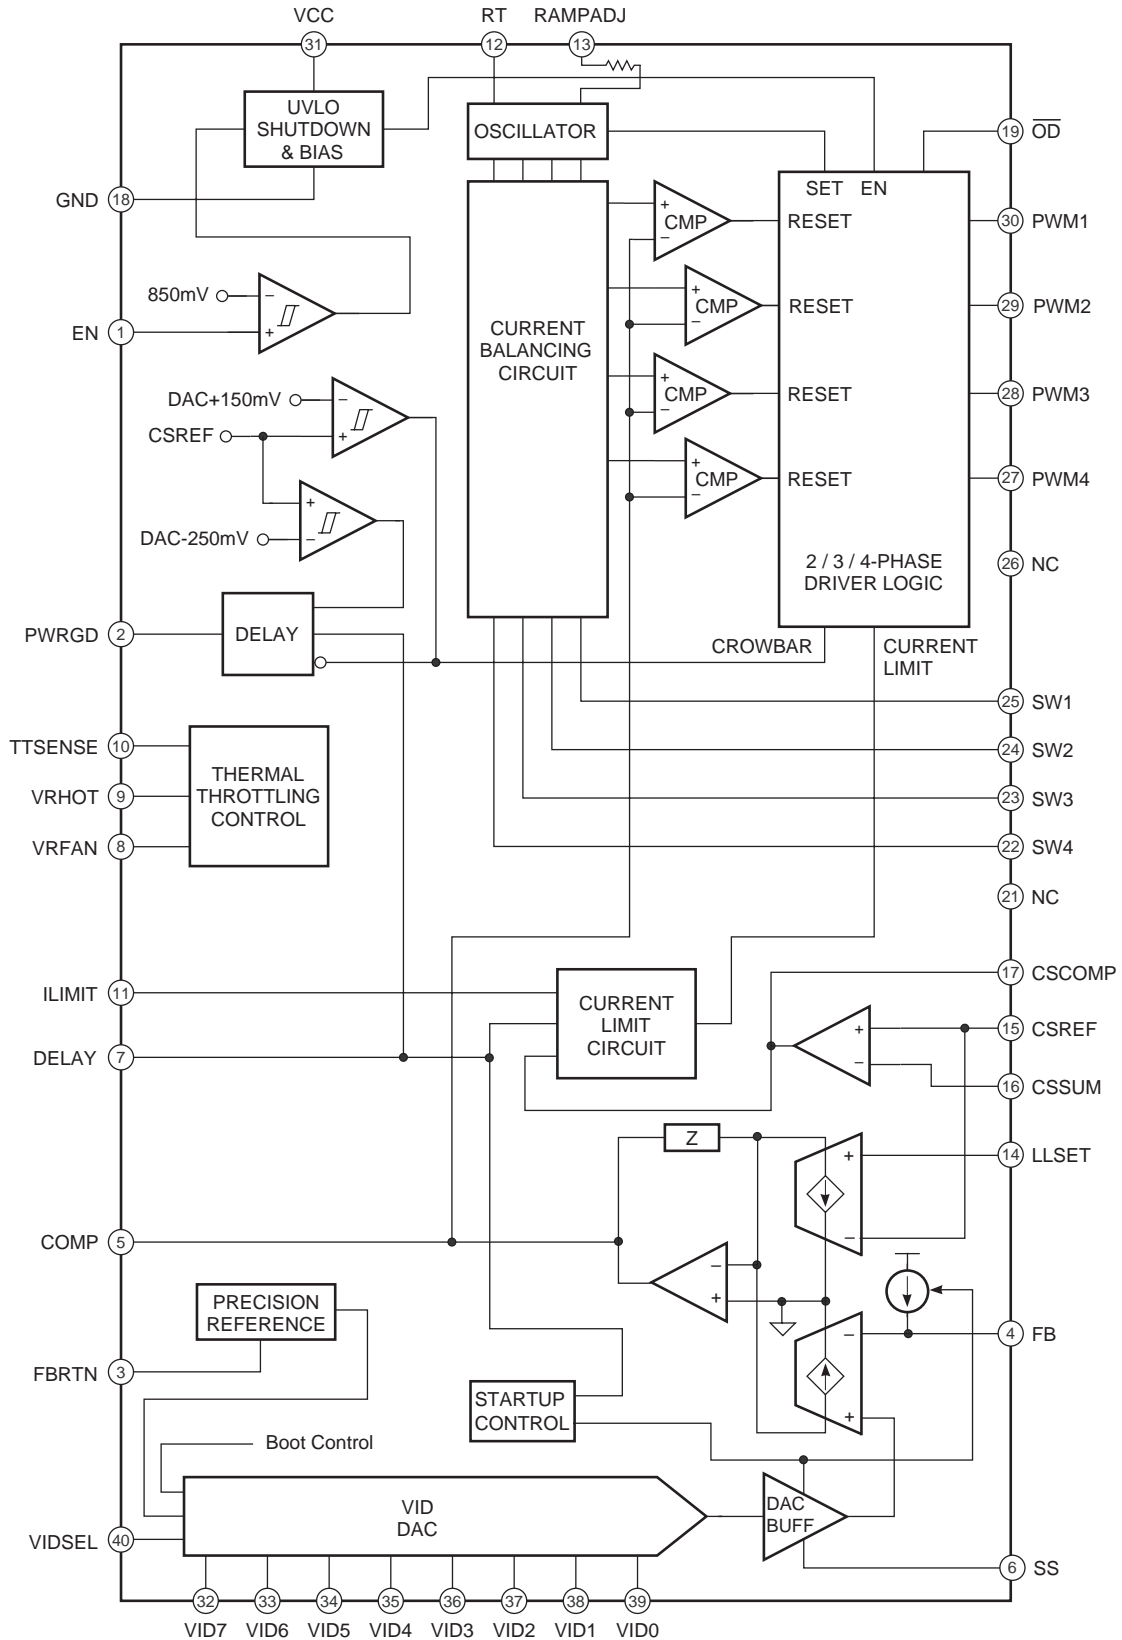 VCC
RT
RAMPADJ
31
12
13
UVLO
SHUTDOWN
& BIAS
OSCILLATOR
19 OD
SET EN
GND 18
+
CMP
−
RESET
30 PWM1
850mV
−
+
EN 1
CURRENT
BALANCING
CIRCUIT
+
CMP
−
RESET
29 PWM2
DAC+150mV
−
+
CSREF
+
CMP
−
RESET
28 PWM3
+
−
DAC-250mV
+
CMP
−
RESET
27 PWM4
2 / 3 / 4-PHASE
DRIVER LOGIC
26 NC
PWRGD 2
DELAY
CROWBAR
CURRENT
LIMIT
25 SW1
TTSENSE 10
24 SW2
THERMAL
THROTTLING
CONTROL
VRHOT 9
23 SW3
VRFAN 8
22 SW4
21 NC
17 CSCOMP
ILIMIT 11
CURRENT
LIMIT
CIRCUIT
+
−
15 CSREF
DELAY 7
16 CSSUM
Z
+
−
14 LLSET
COMP 5
−
+
PRECISION
REFERENCE
−
+
4 FB
FBRTN 3
STARTUP
CONTROL
Boot Control
VID
DAC
DAC
BUFF
VIDSEL 40
6 SS
32
33
34
35
36
37
38
39
VID7
VID6
VID5
VID4
VID3
VID2
VID1
VID0